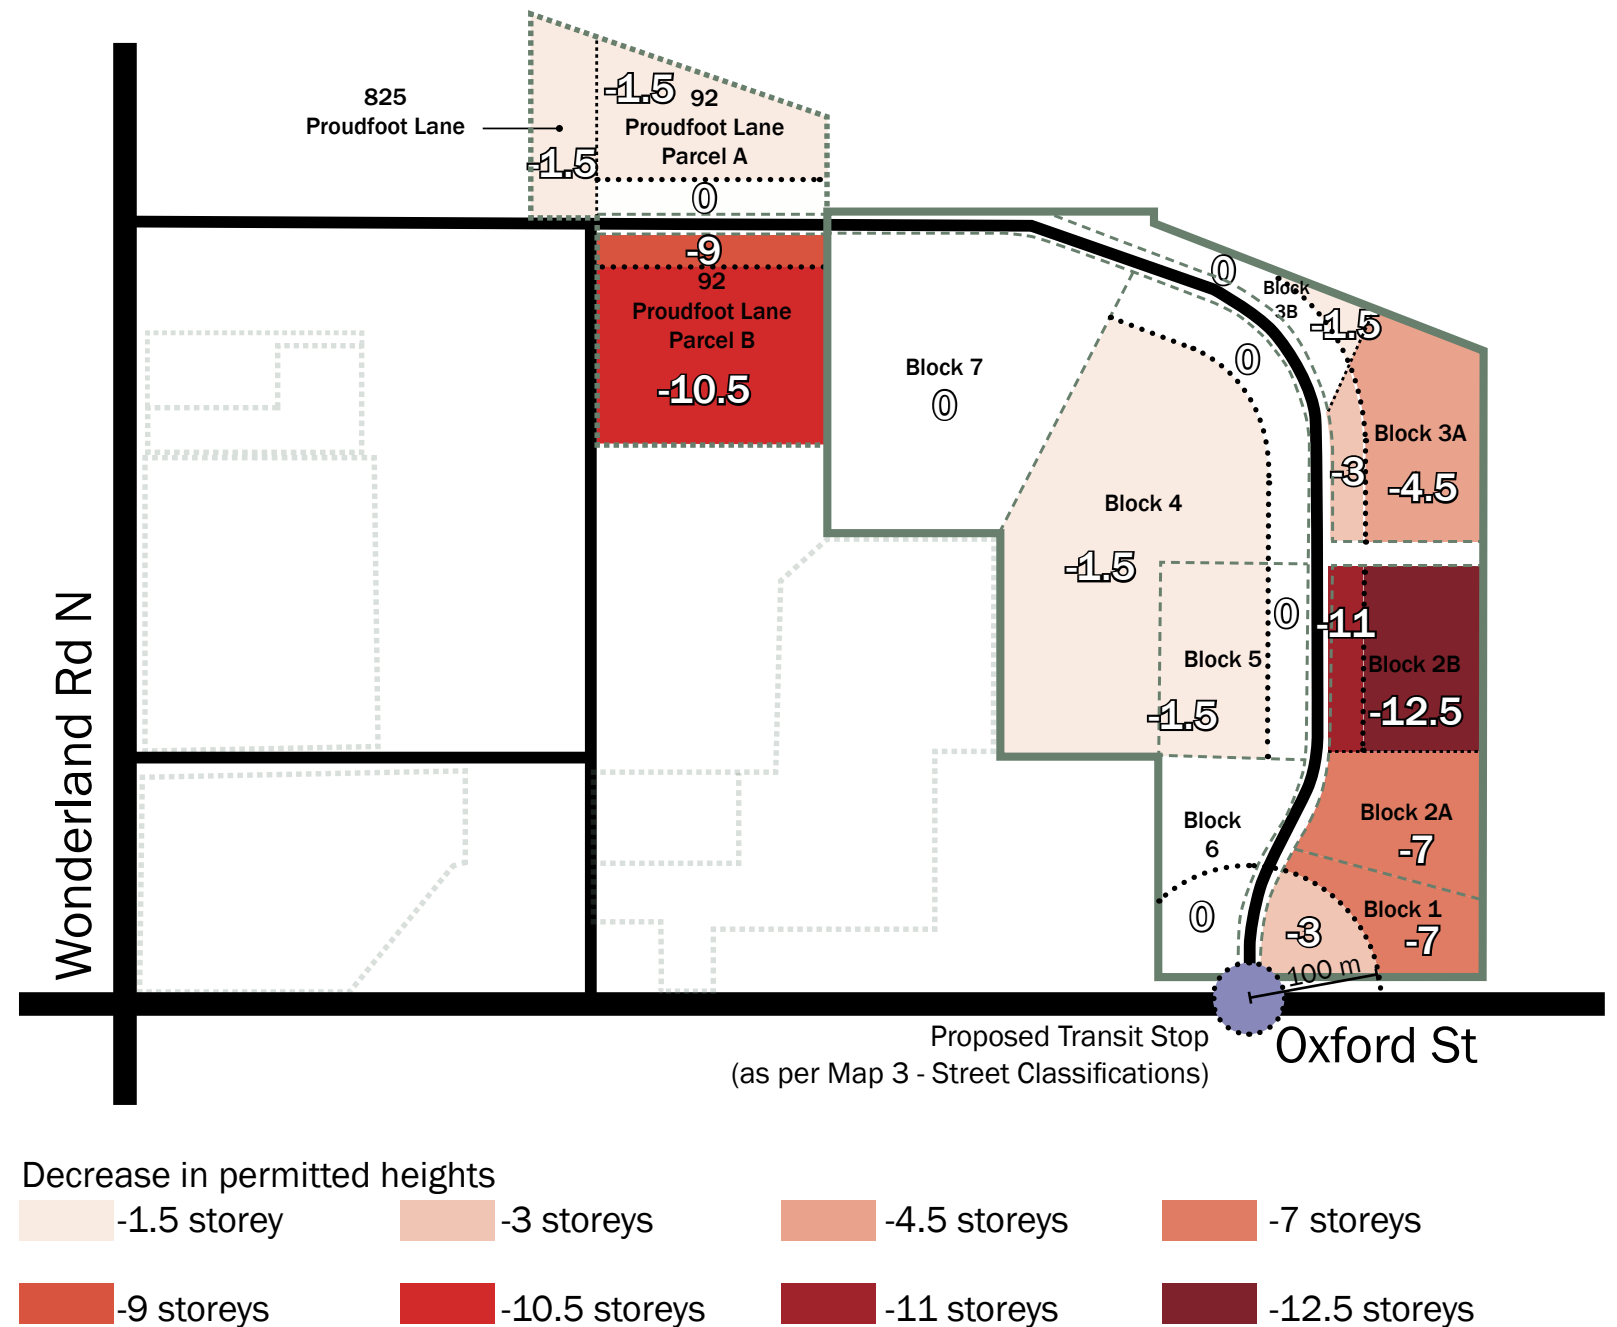 825
Proudfoot Lane
-1.5
-1.5
92
Proudfoot Lane
Parcel A
0
-9
92
Proudfoot Lane
Parcel B
-10.5
Block 7
0
0
Block
3B
-1.5
0
Block 3A
-3
-4.5
Block 4
-1.5
0
-11
Block 5
-1.5
Block 2B
-12.5
Block
6
0
Block 2A
-7
Block 1
-7
-3
100 m
Wonderland Rd N
Proposed Transit Stop
(as per Map 3 - Street Classifications)
Oxford St
Decrease in permitted heights
-1.5 storey
-3 storeys
-4.5 storeys
-7 storeys
-9 storeys
-10.5 storeys
-11 storeys
-12.5 storeys